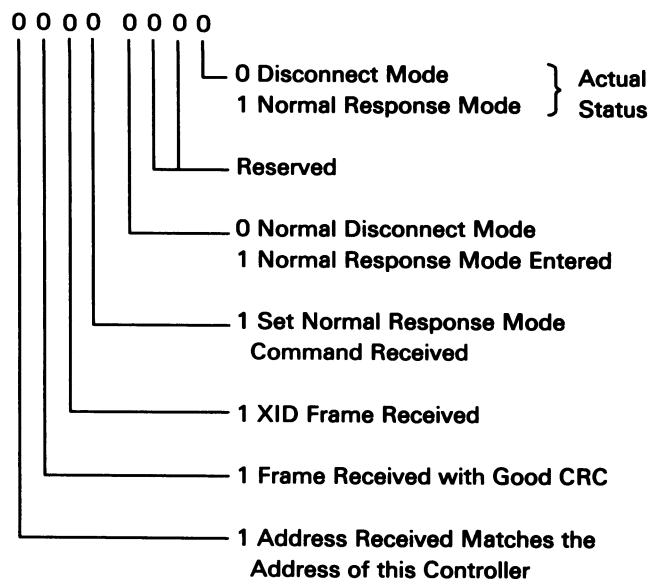 0 0 0 0 0 0 0 0
0 Disconnect Mode } Actual
1 Normal Response Mode Status
Reserved
0 Normal Disconnect Mode
1 Normal Response Mode Entered
1 Set Normal Response Mode
Command Received
1 XID Frame Received
1 Frame Received with Good CRC
1 Address Received Matches the
Address of this Controller